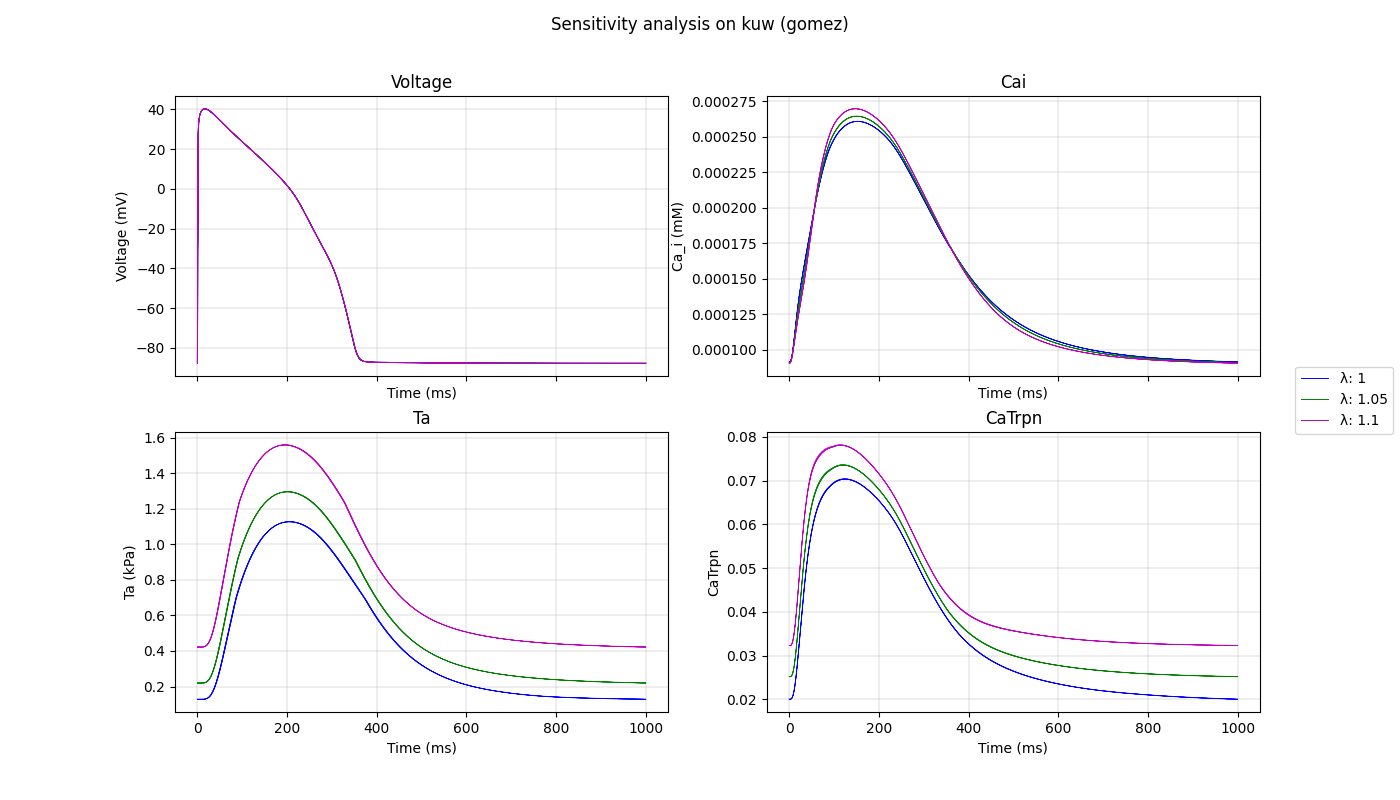 Sensitivity analysis on kuw (gomez)
Voltage
40
20
0
−20
−40
−60
−80
Voltage (mV)
Time (ms)
Cai
0.000275
0.000250
0.000225
0.000200
0.000175
0.000150
0.000125
0.000100
Ca_i (mM)
Time (ms)
λ: 1
λ: 1.05
λ: 1.1
Ta
1.6
1.4
1.2
1.0
0.8
0.6
0.4
0.2
Ta (kPa)
0 200 400 600 800 1000
Time (ms)
CaTrpn
0.08
0.07
0.06
0.05
0.04
0.03
0.02
CaTrpn
0 200 400 600 800 1000
Time (ms)